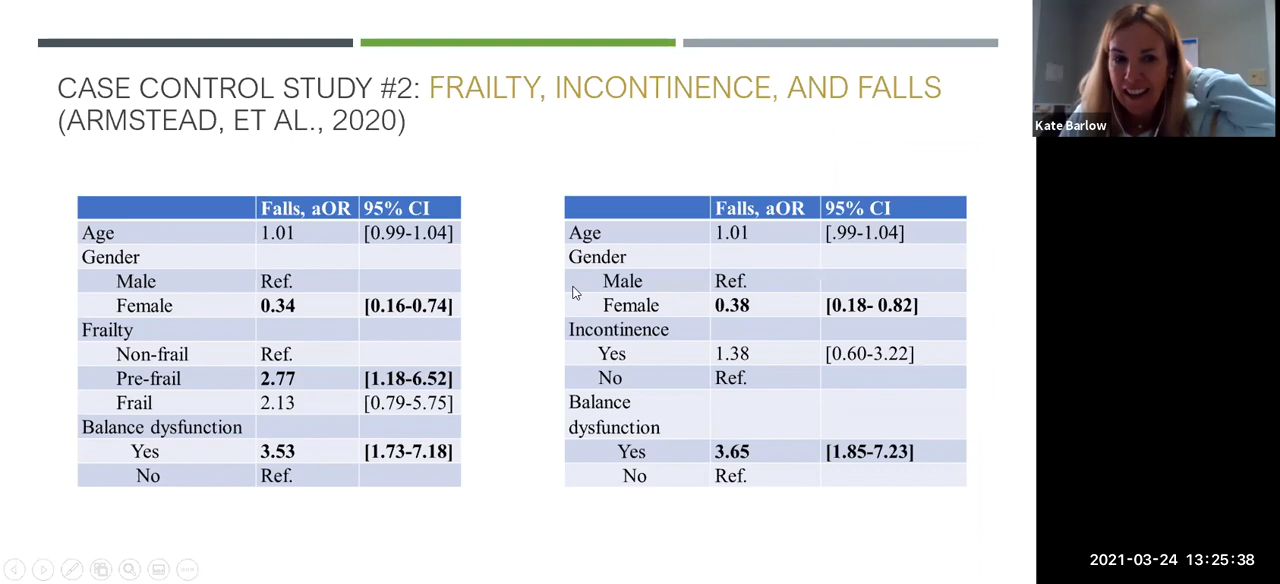 CASE CONTROL STUDY #2: FRAILTY, INCONTINENCE, AND FALLS
(ARMSTEAD, ET AL., 2020)
Falls, aOR 95% CI
Age 1.01 [0.99-1.04]
Gender
Male Ref.
Female 0.34 [0.16-0.74]
Frailty
Non-frail Ref.
Pre-frail 2.77 [1.18-6.52]
Frail 2.13 [0.79-5.75]
Balance dysfunction
Yes 3.53 [1.73-7.18]
No Ref.
Falls, aOR 95% CI
Age 1.01 [.99-1.04]
Gender
Male Ref.
Female 0.38 [0.18- 0.82]
Incontinence
Yes 1.38 [0.60-3.22]
No Ref.
Balance
dysfunction
Yes 3.65 [1.85-7.23]
No Ref.
Kate Barlow
2021-03-24 13:25:38